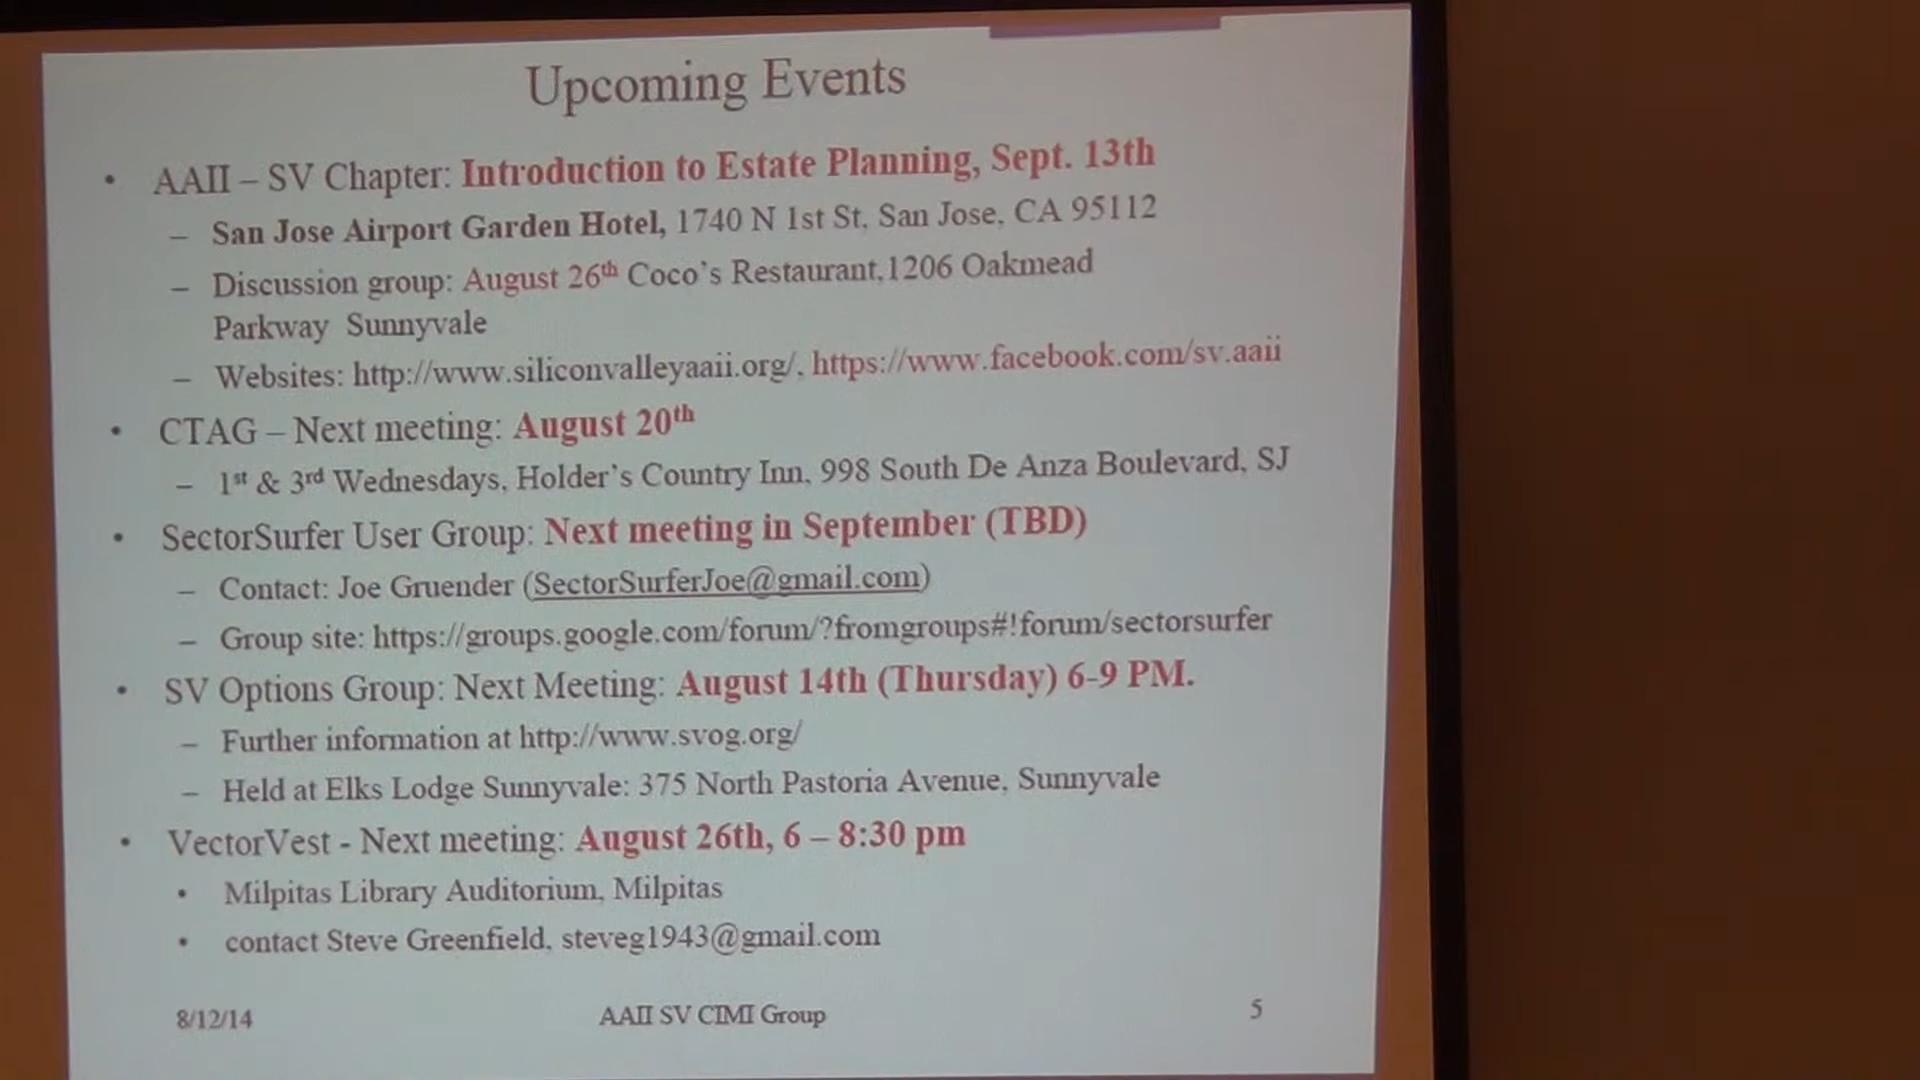 Upcoming Events
• AAII – SV Chapter: Introduction to Estate Planning, Sept. 13th
– San Jose Airport Garden Hotel, 1740 N 1st St, San Jose, CA 95112
– Discussion group: August 26th Coco's Restaurant,1206 Oakmead
Parkway Sunnyvale
– Websites: http://www.siliconvalleyaaii.org/, https://www.facebook.com/sv.aaii
• CTAG – Next meeting: August 20th
– 1st & 3rd Wednesdays, Holder's Country Inn, 998 South De Anza Boulevard, SJ
• SectorSurfer User Group: Next meeting in September (TBD)
– Contact: Joe Gruender (SectorSurferJoe@gmail.com)
– Group site: https://groups.google.com/forum/?fromgroups#!forum/sectorsurfer
• SV Options Group: Next Meeting: August 14th (Thursday) 6-9 PM.
– Further information at http://www.svog.org/
– Held at Elks Lodge Sunnyvale: 375 North Pastoria Avenue, Sunnyvale
• VectorVest - Next meeting: August 26th, 6 – 8:30 pm
• Milpitas Library Auditorium, Milpitas
• contact Steve Greenfield, steveg1943@gmail.com
8/12/14 AAII SV CIMI Group 5